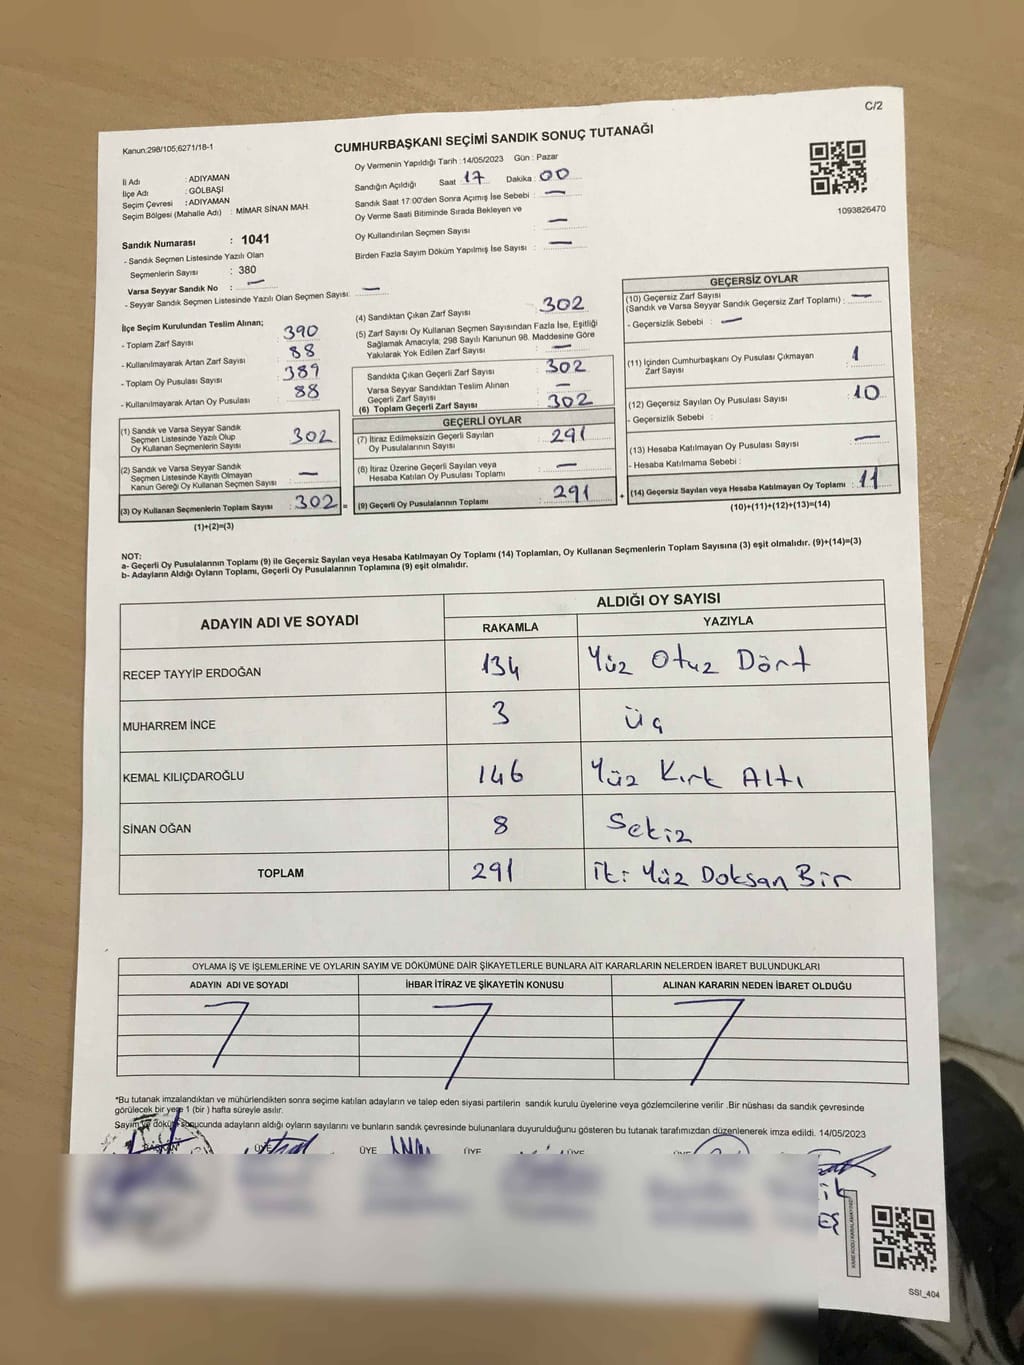 C/2
Kanun:298/105,6271/18-1
CUMHURBAŞKANI SEÇİMİ SANDIK SONUÇ TUTANAĞI
İl Adı : ADIYAMAN
İlçe Adı : GÖLBAŞI
Seçim Çevresi : ADIYAMAN
Seçim Bölgesi (Mahalle Adı) : MİMAR SİNAN MAH.
Sandık Numarası : 1041
- Sandık Seçmen Listesinde Yazılı Olan
Seçmenlerin Sayısı : 380
Varsa Seyyar Sandık No : —
- Seyyar Sandık Seçmen Listesinde Yazılı Olan Seçmen Sayısı: —
Oy Vermenin Yapıldığı Tarih :14/05/2023 Gün : Pazar
Sandığın Açıldığı Saat 17 Dakika 00
Sandık Saat 17:00'den Sonra Açımış İse Sebebi : —
Oy Verme Saati Bitiminde Sırada Bekleyen ve
Oy Kullandırılan Seçmen Sayısı : —
Birden Fazla Sayım Döküm Yapılmış İse Sayısı : —
1093826470
İlçe Seçim Kurulundan Teslim Alınan;
- Toplam Zarf Sayısı : 390
- Kullanılmayarak Artan Zarf Sayısı : 88
- Toplam Oy Pusulası Sayısı : 389
- Kullanılmayarak Artan Oy Pusulası : 88
(1) Sandık ve Varsa Seyyar Sandık
Seçmen Listesinde Yazılı Olup
Oy Kullanan Seçmenlerin Sayısı : 302
(2) Sandık ve Varsa Seyyar Sandık
Seçmen Listesinde Kayıtlı Olmayan
Kanun Gereği Oy Kullanan Seçmen Sayısı : —
(3) Oy Kullanan Seçmenlerin Toplam Sayısı : 302 =
(1)+(2)=(3)
(4) Sandıktan Çıkan Zarf Sayısı : 302
(5) Zarf Sayısı Oy Kullanan Seçmen Sayısından Fazla İse, Eşitliği
Sağlamak Amacıyla; 298 Sayılı Kanunun 98. Maddesine Göre
Yakılarak Yok Edilen Zarf Sayısı : —
Sandıkta Çıkan Geçerli Zarf Sayısı : 302
Varsa Seyyar Sandıktan Teslim Alınan
Geçerli Zarf Sayısı : —
(6) Toplam Geçerli Zarf Sayısı : 302
GEÇERLİ OYLAR
(7) İtiraz Edilmeksizin Geçerli Sayılan
Oy Pusulalarının Sayısı : 291
(8) İtiraz Üzerine Geçerli Sayılan veya
Hesaba Katılan Oy Pusulası Toplamı : —
(9) Geçerli Oy Pusulalarının Toplamı : 291 +
GEÇERSİZ OYLAR
(10) Geçersiz Zarf Sayısı
(Sandık ve Varsa Seyyar Sandık Geçersiz Zarf Toplamı) : —
- Geçersizlik Sebebi : —
(11) İçinden Cumhurbaşkanı Oy Pusulası Çıkmayan
Zarf Sayısı : 1
(12) Geçersiz Sayılan Oy Pusulası Sayısı : 10
- Geçersizlik Sebebi :
(13) Hesaba Katılmayan Oy Pusulası Sayısı : —
- Hesaba Katılmama Sebebi :
(14) Geçersiz Sayılan veya Hesaba Katılmayan Oy Toplamı : 11
(10)+(11)+(12)+(13)=(14)
NOT:
a- Geçerli Oy Pusulalarının Toplamı (9) ile Geçersiz Sayılan veya Hesaba Katılmayan Oy Toplamı (14) Toplamları, Oy Kullanan Seçmenlerin Toplam Sayısına (3) eşit olmalıdır. (9)+(14)=(3)
b- Adayların Aldığı Oyların Toplamı, Geçerli Oy Pusulalarının Toplamına (9) eşit olmalıdır.
ADAYIN ADI VE SOYADI ALDIĞI OY SAYISI
RAKAMLA YAZIYLA
RECEP TAYYİP ERDOĞAN 134 Yüz Otuz Dört
MUHARREM İNCE 3 Üç
KEMAL KILIÇDAROĞLU 146 Yüz Kırk Altı
SİNAN OĞAN 8 Sekiz
TOPLAM 291 İki Yüz Doksan Bir
OYLAMA İŞ VE İŞLEMLERİNE VE OYLARIN SAYIM VE DÖKÜMÜNE DAİR ŞİKAYETLERLE BUNLARA AİT KARARLARIN NELERDEN İBARET BULUNDUKLARI
ADAYIN ADI VE SOYADI İHBAR İTİRAZ VE ŞİKAYETİN KONUSU ALINAN KARARIN NEDEN İBARET OLDUĞU
*Bu tutanak imzalandıktan ve mühürlendikten sonra seçime katılan adayların ve talep eden siyasi partilerin sandık kurulu üyelerine veya gözlemcilerine verilir .Bir nüshası da sandık çevresinde
görülecek bir yere 1 (bir ) hafta süreyle asılır.
Sayım ve döküm sonucunda adayların aldığı oyların sayılarını ve bunların sandık çevresinde bulunanlara duyurulduğunu gösteren bu tutanak tarafımızdan düzenlenerek imza edildi. 14/05/2023
BAŞKAN ÜYE ÜYE ÜYE ÜYE ÜYE
SSI_404